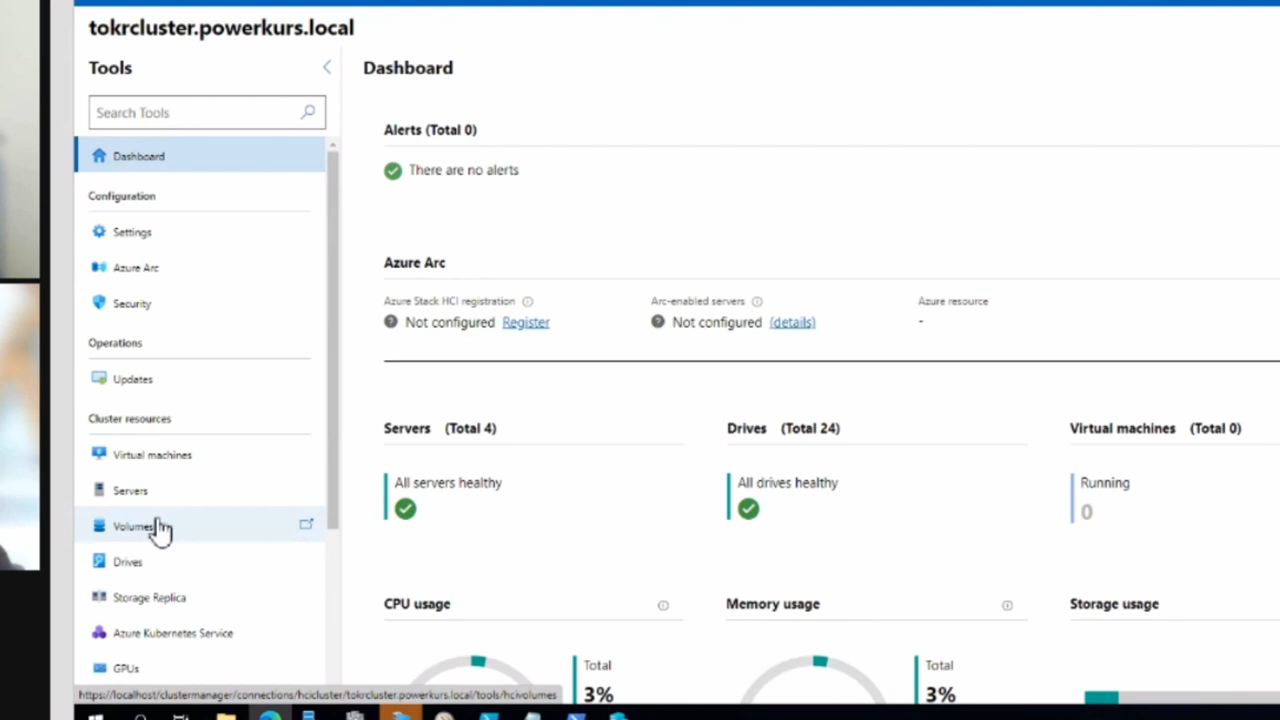 tokrcluster.powerkurs.local
Tools
Search Tools
Dashboard
Configuration
Settings
Azure Arc
Security
Operations
Updates
Cluster resources
Virtual machines
Servers
Volumes
Drives
Storage Replica
Azure Kubernetes Service
GPUs
https://localhost/clustermanager/connections/hcicluster/tokrcluster.powerkurs.local/tools/hcivolumes
Dashboard
Alerts (Total 0)
There are no alerts
Azure Arc
Azure Stack HCI registration
Not configured Register
Arc-enabled servers
Not configured (details)
Azure resource
-
Servers (Total 4)
All servers healthy
Drives (Total 24)
All drives healthy
Virtual machines (Total 0)
Running
0
CPU usage
Total
3%
Memory usage
Total
3%
Storage usage